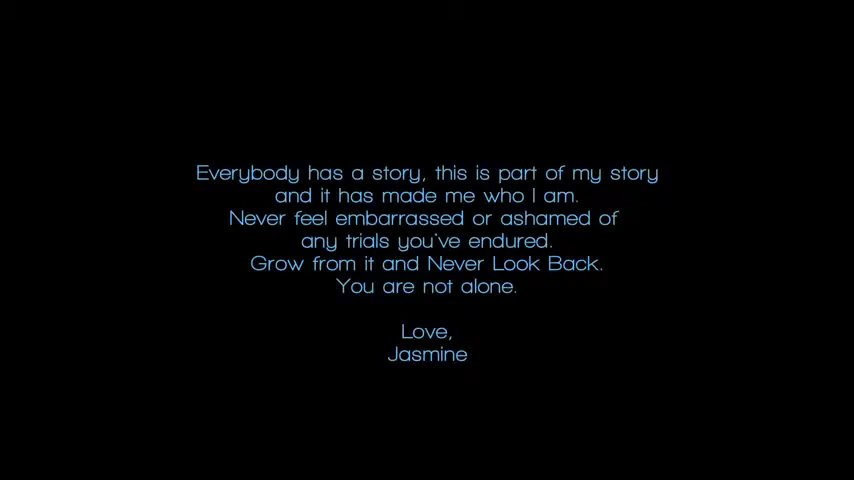 Everybody has a story, this is part of my story
and it has made me who I am.
Never feel embarrassed or ashamed of
any trials you've endured.
Grow from it and Never Look Back.
You are not alone.
Love,
Jasmine